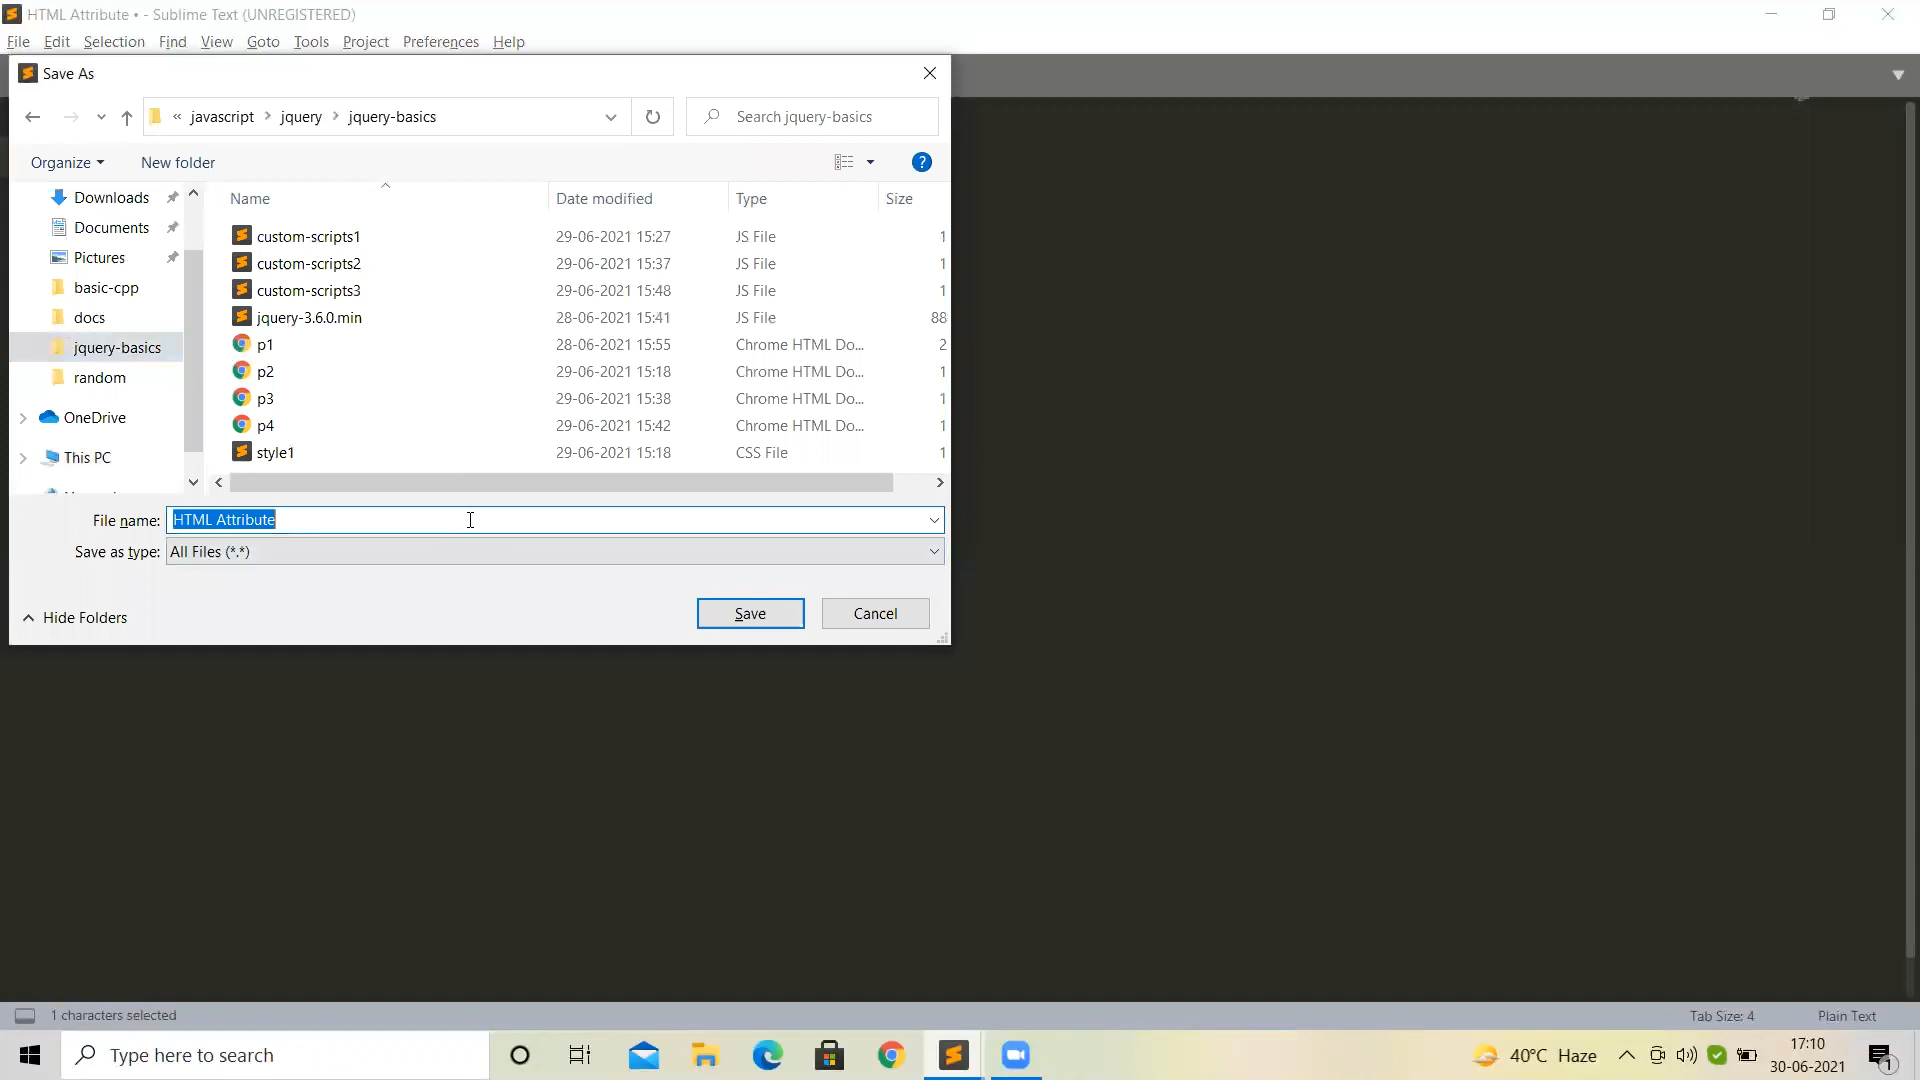 HTML Attribute • - Sublime Text (UNREGISTERED)
File Edit Selection Find View Goto Tools Project Preferences Help
Save As
« javascript > jquery > jquery-basics
Search jquery-basics
Organize
New folder
Downloads
Documents
Pictures
basic-cpp
docs
jquery-basics
random
OneDrive
This PC
Name Date modified Type Size
custom-scripts1 29-06-2021 15:27 JS File 1
custom-scripts2 29-06-2021 15:37 JS File 1
custom-scripts3 29-06-2021 15:48 JS File 1
jquery-3.6.0.min 28-06-2021 15:41 JS File 88
p1 28-06-2021 15:55 Chrome HTML Do... 2
p2 29-06-2021 15:18 Chrome HTML Do... 1
p3 29-06-2021 15:38 Chrome HTML Do... 1
p4 29-06-2021 15:42 Chrome HTML Do... 1
style1 29-06-2021 15:18 CSS File 1
File name: HTML Attribute
Save as type: All Files (*.*)
Hide Folders
Save
Cancel
1 characters selected
Tab Size: 4
Plain Text
Type here to search
40°C Haze
17:10
30-06-2021
1